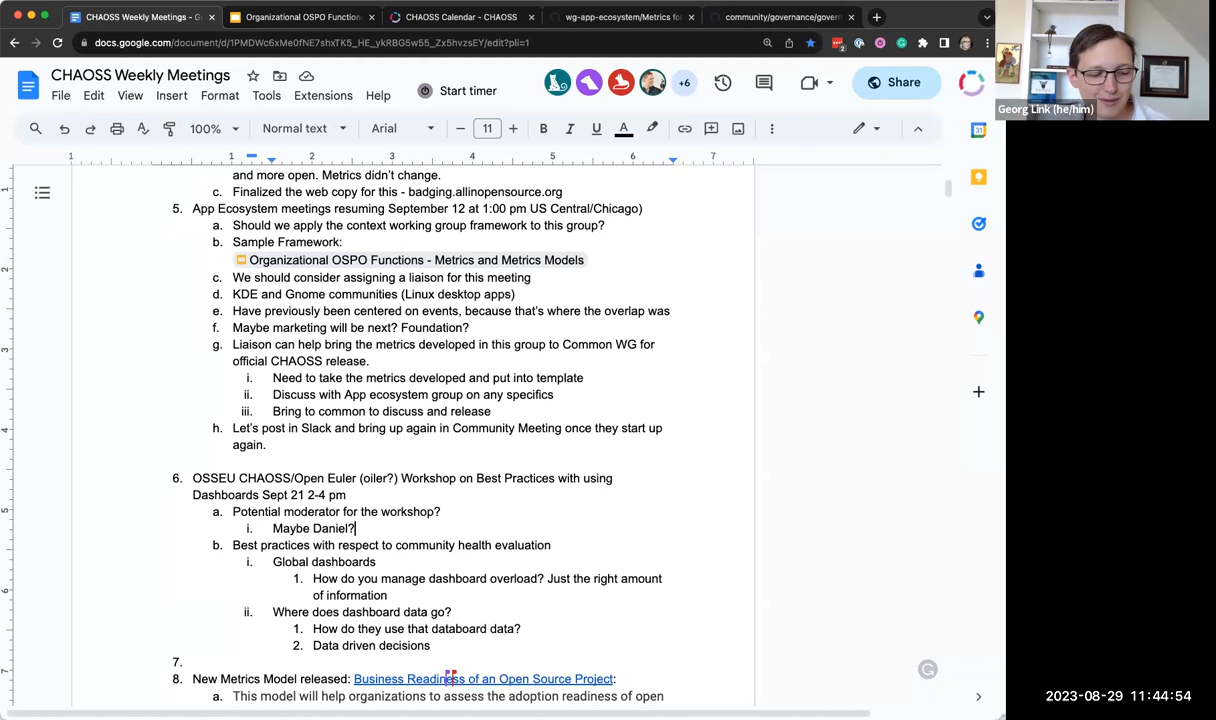 CHAOSS Weekly Meetings - G
Organizational OSPO Function
CHAOSS Calendar - CHAOSS
wg-app-ecosystem/Metrics fo
community/governance/govern
docs.google.com/document/d/1PMDWc6xMe0fNE7shxTK5_HE_ykRBG5w55_Zx5hvzsEY/edit?pli=1
CHAOSS Weekly Meetings
+6
Share
File Edit View Insert Format Tools Extensions Help
Start timer
Georg Link (he/him)
100% Normal text Arial 11 B I U A
1 1 2 3 4 5 6 7
and more open. Metrics didn't change.
c. Finalized the web copy for this - badging.allinopensource.org
5. App Ecosystem meetings resuming September 12 at 1:00 pm US Central/Chicago)
a. Should we apply the context working group framework to this group?
b. Sample Framework:
Organizational OSPO Functions - Metrics and Metrics Models
c. We should consider assigning a liaison for this meeting
d. KDE and Gnome communities (Linux desktop apps)
e. Have previously been centered on events, because that's where the overlap was
f. Maybe marketing will be next? Foundation?
g. Liaison can help bring the metrics developed in this group to Common WG for
official CHAOSS release.
i. Need to take the metrics developed and put into template
ii. Discuss with App ecosystem group on any specifics
iii. Bring to common to discuss and release
h. Let's post in Slack and bring up again in Community Meeting once they start up
again.
6. OSSEU CHAOSS/Open Euler (oiler?) Workshop on Best Practices with using
Dashboards Sept 21 2-4 pm
a. Potential moderator for the workshop?
i. Maybe Daniel?
b. Best practices with respect to community health evaluation
i. Global dashboards
1. How do you manage dashboard overload? Just the right amount
of information
ii. Where does dashboard data go?
1. How do they use that databoard data?
2. Data driven decisions
7.
8. New Metrics Model released: Business Readiness of an Open Source Project:
a. This model will help organizations to assess the adoption readiness of open
2023-08-29 11:44:54